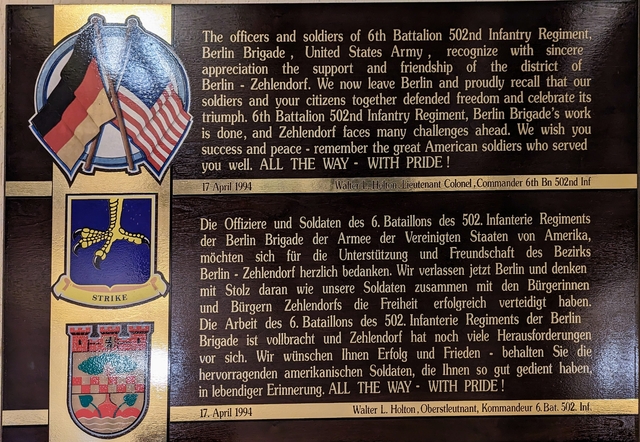 The officers and soldiers of 6th Battalion 502nd Infantry Regiment,
Berlin Brigade , United States Army , recognize with sincere
appreciation the support and friendship of the district of
Berlin - Zehlendorf. We now leave Berlin and proudly recall that our
soldiers and your citizens together defended freedom and celebrate its
triumph. 6th Battalion 502nd Infantry Regiment, Berlin Brigade's work
is done, and Zehlendorf faces many challenges ahead. We wish you
success and peace - remember the great American soldiers who served
you well. ALL THE WAY - WITH PRIDE !
17 April 1994 Walter L. Holton, Lieutenant Colonel , Commander 6th Bn 502nd Inf
STRIKE
Die Offiziere und Soldaten des 6. Bataillons des 502. Infanterie Regiments
der Berlin Brigade der Armee der Vereinigten Staaten von Amerika,
möchten sich für die Unterstützung und Freundschaft des Bezirks
Berlin - Zehlendorf herzlich bedanken. Wir verlassen jetzt Berlin und denken
mit Stolz daran wie unsere Soldaten zusammen mit den Bürgerinnen
und Bürgern Zehlendorfs die Freiheit erfolgreich verteidigt haben.
Die Arbeit des 6. Bataillons des 502. Infanterie Regiments der Berlin
Brigade ist vollbracht und Zehlendorf hat noch viele Herausforderungen
vor sich. Wir wünschen Ihnen Erfolg und Frieden - behalten Sie die
hervorragenden amerikanischen Soldaten, die Ihnen so gut gedient haben,
in lebendiger Erinnerung. ALL THE WAY - WITH PRIDE !
17. April 1994 Walter L. Holton , Oberstleutnant, Kommandeur 6. Bat. 502. Inf.